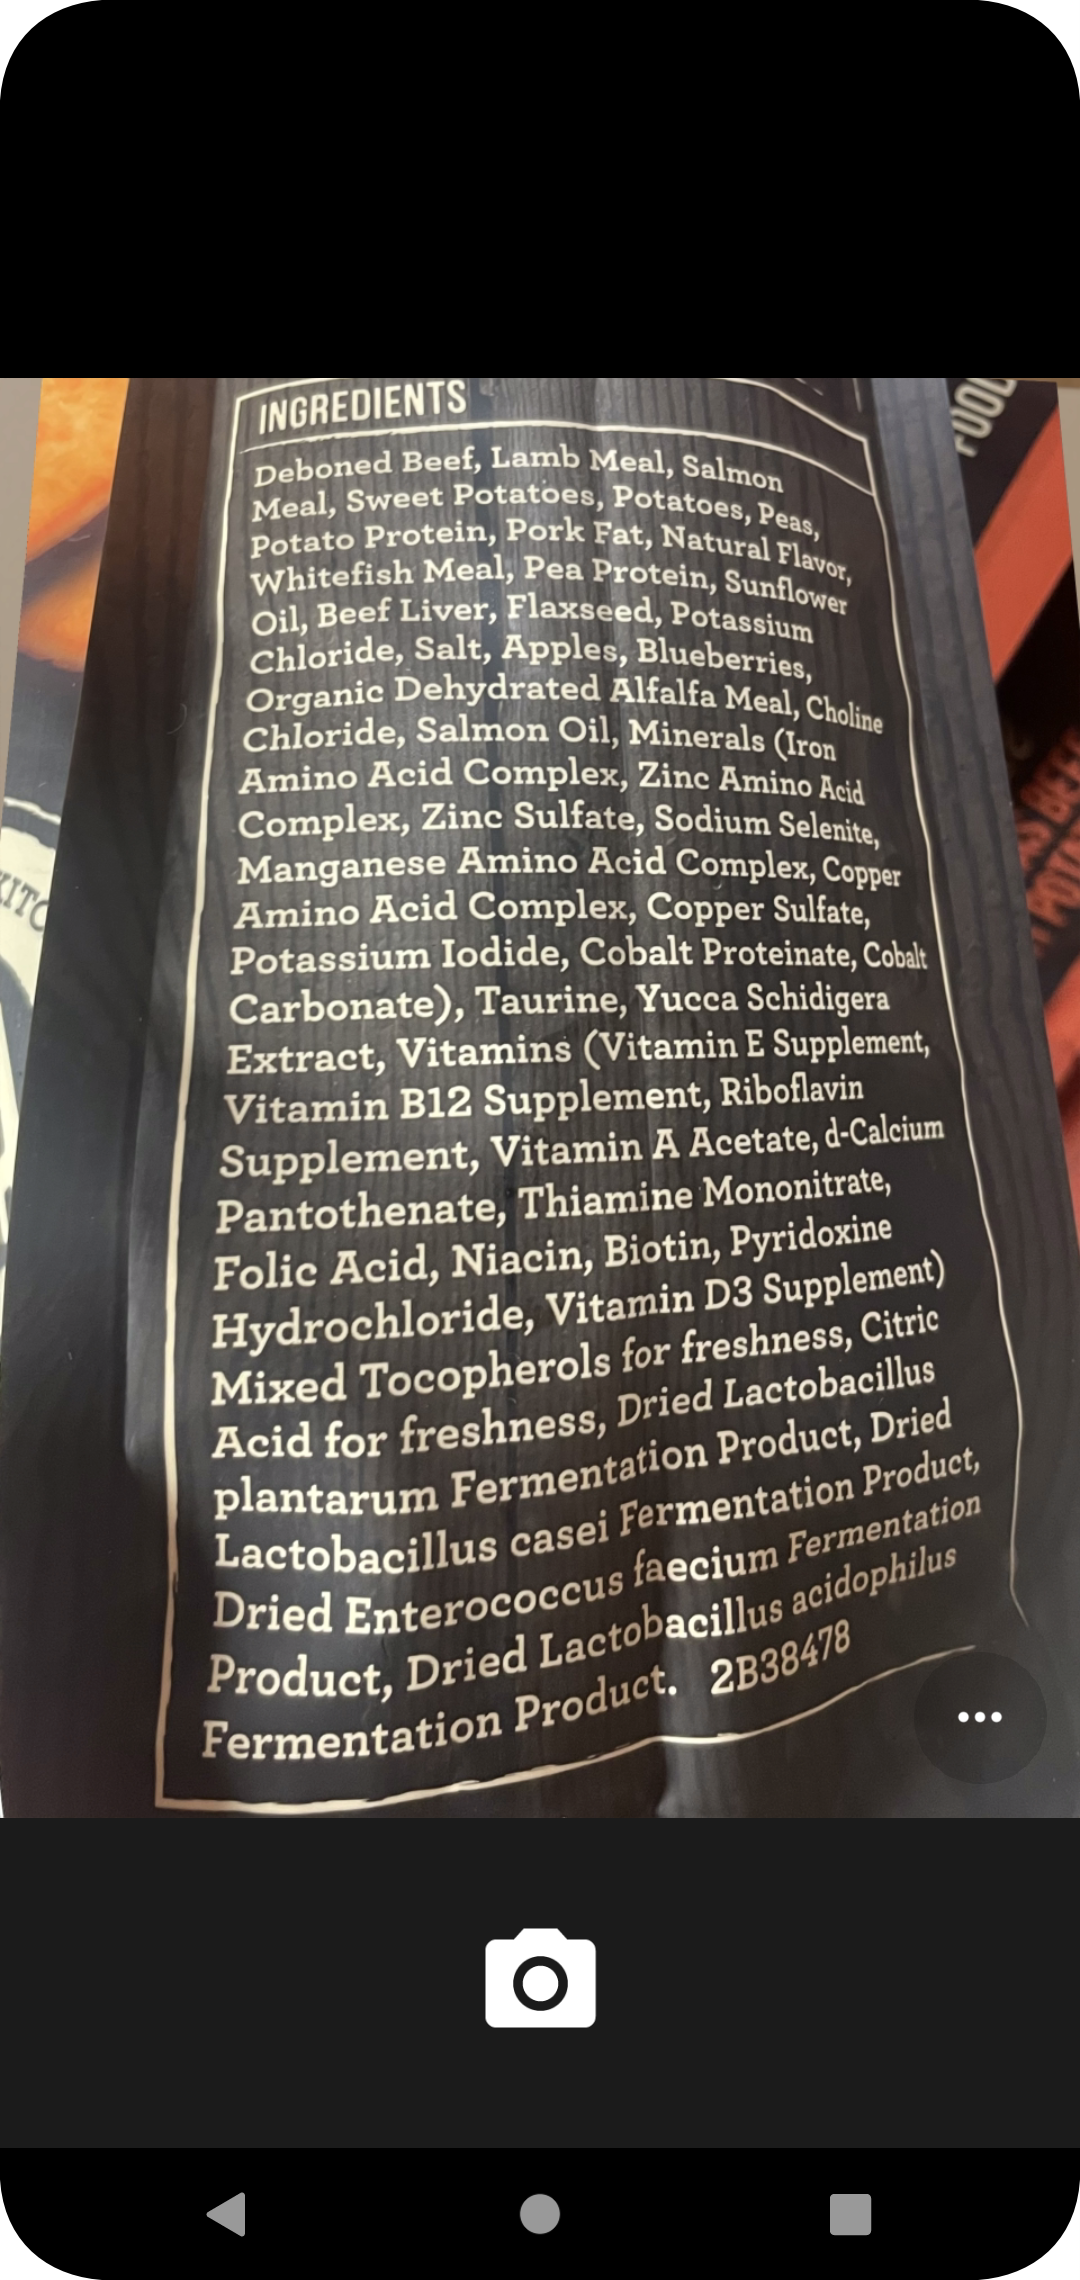 INGREDIENTS
Deboned Beef, Lamb Meal, Salmon
Meal, Sweet Potatoes, Potatoes, Peas,
Potato Protein, Pork Fat, Natural Flavor,
Whitefish Meal, Pea Protein, Sunflower
Oil, Beef Liver, Flaxseed, Potassium
Chloride, Salt, Apples, Blueberries,
Organic Dehydrated Alfalfa Meal, Choline
Chloride, Salmon Oil, Minerals (Iron
Amino Acid Complex, Zinc Amino Acid
Complex, Zinc Sulfate, Sodium Selenite,
Manganese Amino Acid Complex, Copper
Amino Acid Complex, Copper Sulfate,
Potassium Iodide, Cobalt Proteinate, Cobalt
Carbonate), Taurine, Yucca Schidigera
Extract, Vitamins (Vitamin E Supplement,
Vitamin B12 Supplement, Riboflavin
Supplement, Vitamin A Acetate, d-Calcium
Pantothenate, Thiamine Mononitrate,
Folic Acid, Niacin, Biotin, Pyridoxine
Hydrochloride, Vitamin D3 Supplement)
Mixed Tocopherols for freshness, Citric
Acid for freshness, Dried Lactobacillus
plantarum Fermentation Product, Dried
Lactobacillus casei Fermentation Product,
Dried Enterococcus faecium Fermentation
Product, Dried Lactobacillus acidophilus
Fermentation Product. 2B38478
FOOD